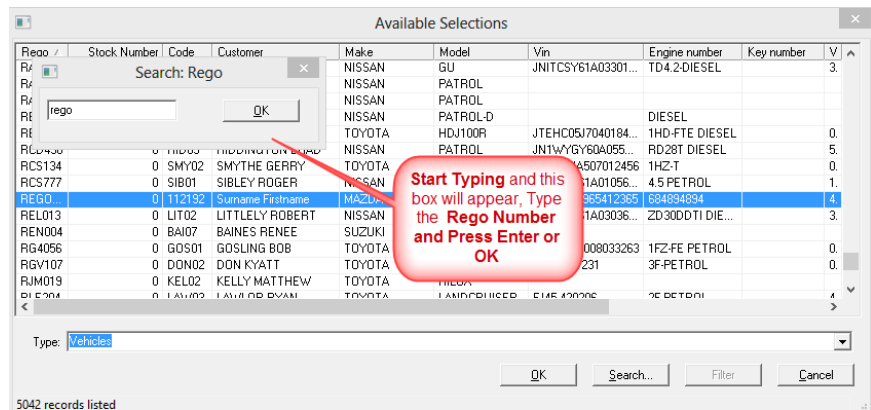 Available Selections
Rego / Stock Number Code Customer Make Model Vin Engine number Key number V
NISSAN GU JNITCSY61A03301... TD4.2-DIESEL 3.
Search: Rego
NISSAN PATROL
NISSAN PATROL
rego OK
NISSAN PATROL-D DIESEL
TOYOTA HDJ100R JTEHC05J7040184... 1HD-FTE DIESEL 0.
NISSAN PATROL JN1WYGY60A055... RD28T DIESEL 5.
RCS134 0 SMY02 SMYTHE GERRY TOYOTA 1HZ-T 0.
RCS777 0 SIB01 SIBLEY ROGER NISSAN 4.5 PETROL 1.
REGO... 0 112192 Surname Firstname MAZDA 684894894 4.
REL013 0 LIT02 LITTLELY ROBERT NISSAN ZD30DDTI DIE... 3.
REN004 0 BAI07 BAINES RENEE SUZUKI
RG4056 0 GOS01 GOSLING BOB TOYOTA 1FZ-FE PETROL 0.
RGV107 0 DON02 DON KYATT TOYOTA 3F-PETROL 0.
RJM019 0 KEL02 KELLY MATTHEW TOYOTA
Start Typing and this
box will appear, Type
the Rego Number
and Press Enter or
OK
Type: Vehicles
OK Search... Filter Cancel
5042 records listed